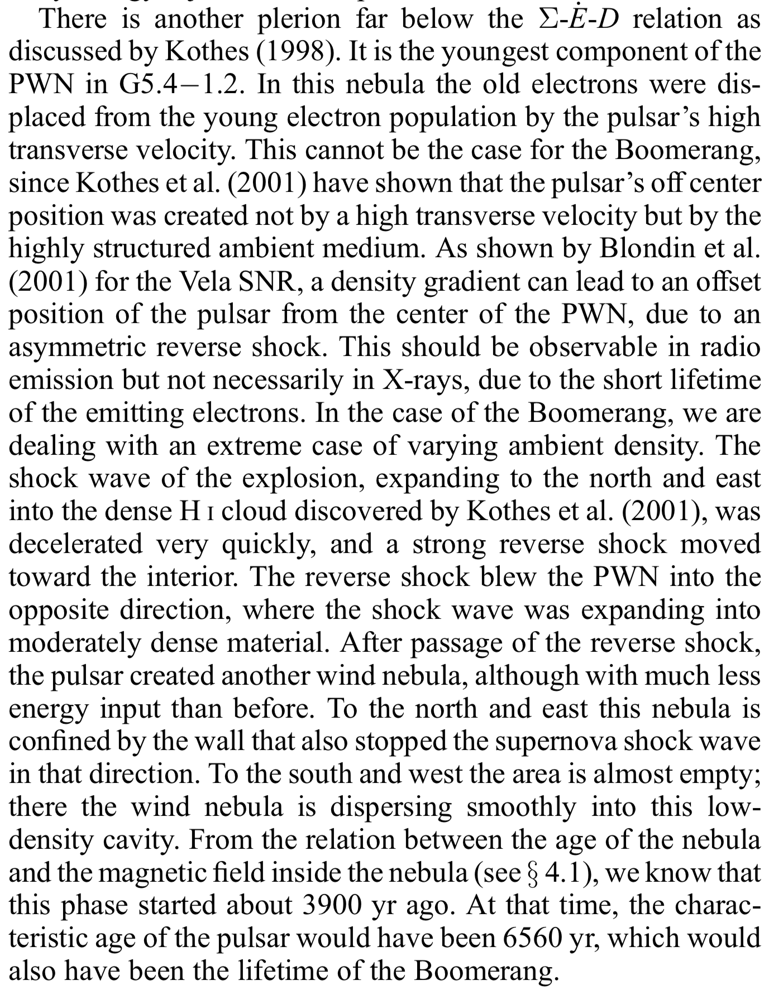 There is another plerion far below the Σ-Ė-D relation as
discussed by Kothes (1998). It is the youngest component of the
PWN in G5.4−1.2. In this nebula the old electrons were dis-
placed from the young electron population by the pulsar’s high
transverse velocity. This cannot be the case for the Boomerang,
since Kothes et al. (2001) have shown that the pulsar’s off center
position was created not by a high transverse velocity but by the
highly structured ambient medium. As shown by Blondin et al.
(2001) for the Vela SNR, a density gradient can lead to an offset
position of the pulsar from the center of the PWN, due to an
asymmetric reverse shock. This should be observable in radio
emission but not necessarily in X-rays, due to the short lifetime
of the emitting electrons. In the case of the Boomerang, we are
dealing with an extreme case of varying ambient density. The
shock wave of the explosion, expanding to the north and east
into the dense H I cloud discovered by Kothes et al. (2001), was
decelerated very quickly, and a strong reverse shock moved
toward the interior. The reverse shock blew the PWN into the
opposite direction, where the shock wave was expanding into
moderately dense material. After passage of the reverse shock,
the pulsar created another wind nebula, although with much less
energy input than before. To the north and east this nebula is
confined by the wall that also stopped the supernova shock wave
in that direction. To the south and west the area is almost empty;
there the wind nebula is dispersing smoothly into this low-
density cavity. From the relation between the age of the nebula
and the magnetic field inside the nebula (see § 4.1), we know that
this phase started about 3900 yr ago. At that time, the charac-
teristic age of the pulsar would have been 6560 yr, which would
also have been the lifetime of the Boomerang.